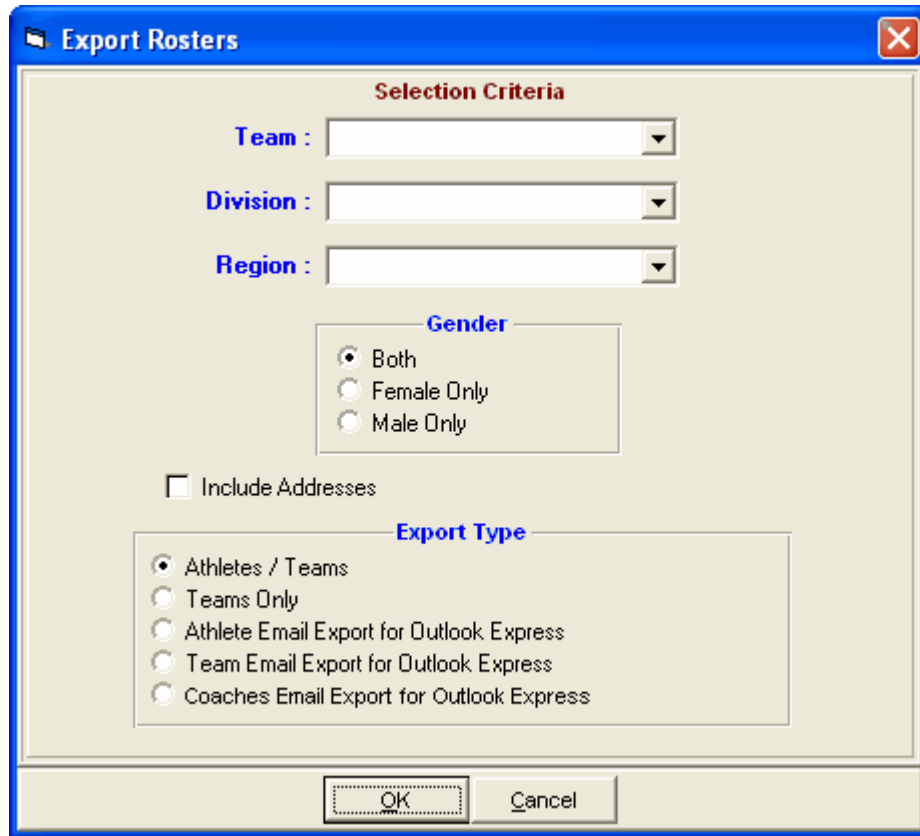 Export Rosters
Selection Criteria
Team :
Division :
Region :
Gender
Both
Female Only
Male Only
Include Addresses
Export Type
Athletes / Teams
Teams Only
Athlete Email Export for Outlook Express
Team Email Export for Outlook Express
Coaches Email Export for Outlook Express
OK Cancel